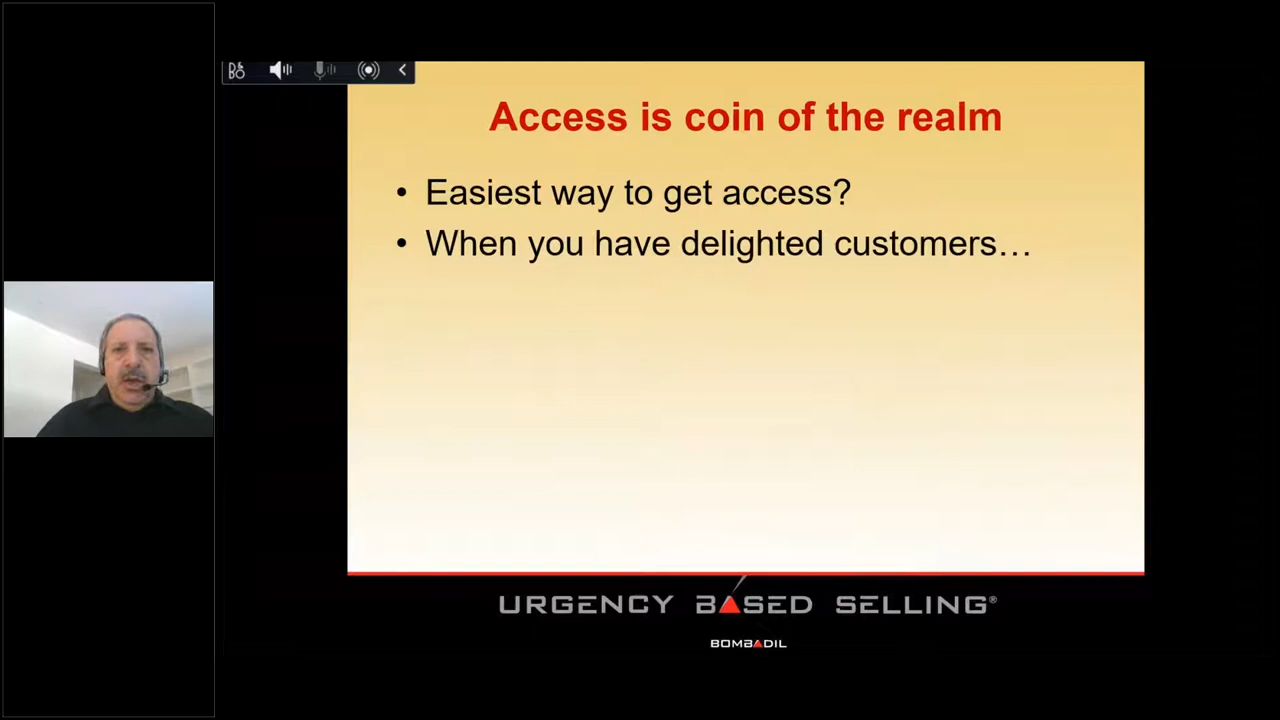 Access is coin of the realm
• Easiest way to get access?
• When you have delighted customers…
URGENCY BASED SELLING®
BOMBADIL